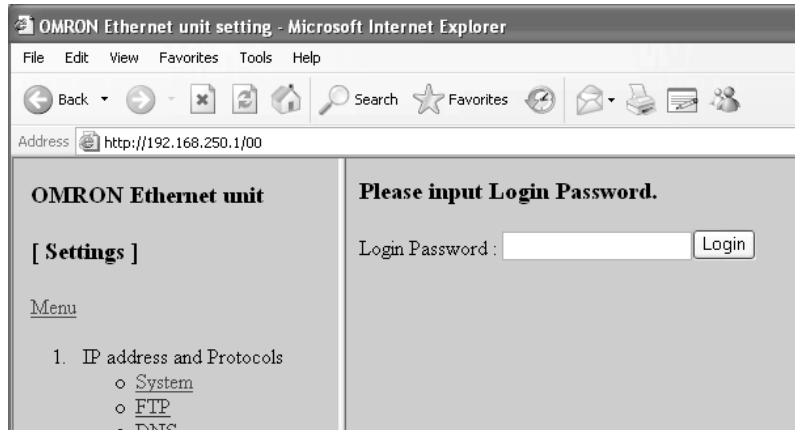 OMRON Ethernet unit setting - Microsoft Internet Explorer
File Edit View Favorites Tools Help
Back Search Favorites
Address http://192.168.250.1/00
OMRON Ethernet unit
[ Settings ]
Menu
1. IP address and Protocols
o System
o FTP
o DNS
Please input Login Password.
Login Password : Login